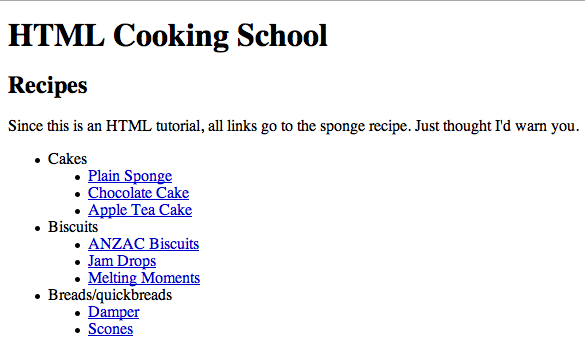 HTML Cooking School
Recipes
Since this is an HTML tutorial, all links go to the sponge recipe. Just thought I'd warn you.
Cakes
Plain Sponge
Chocolate Cake
Apple Tea Cake
Biscuits
ANZAC Biscuits
Jam Drops
Melting Moments
Breads/quickbreads
Damper
Scones